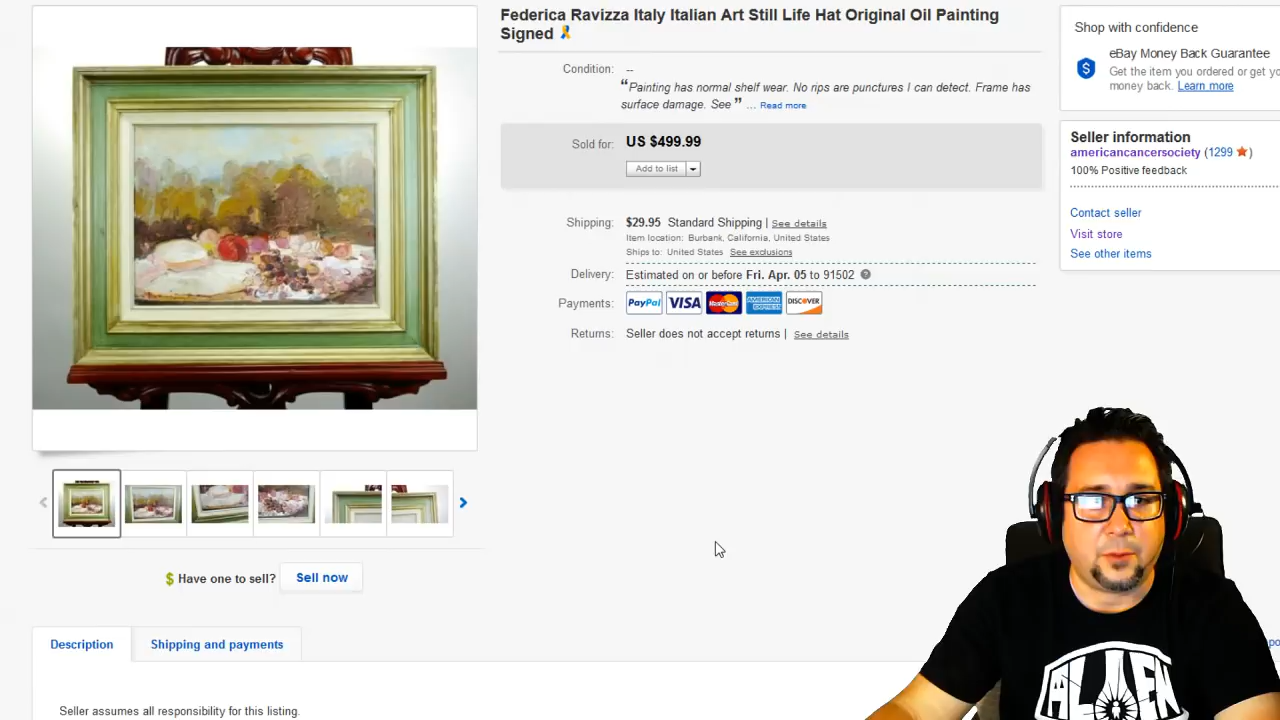 Federica Ravizza Italy Italian Art Still Life Hat Original Oil Painting
Signed
Condition: --
“Painting has normal shelf wear. No rips are punctures I can detect. Frame has
surface damage. See” ... Read more
Sold for: US $499.99
Add to list
Shipping: $29.95 Standard Shipping | See details
Item location: Burbank, California, United States
Ships to: United States See exclusions
Delivery: Estimated on or before Fri. Apr. 05 to 91502
Payments: PayPal VISA MasterCard AMERICAN EXPRESS DISCOVER
Returns: Seller does not accept returns | See details
Shop with confidence
eBay Money Back Guarantee
Get the item you ordered or get yo
money back. Learn more
Seller information
americancancersociety (1299)
100% Positive feedback
Contact seller
Visit store
See other items
$ Have one to sell? Sell now
Description
Shipping and payments
Seller assumes all responsibility for this listing.
ALIEN